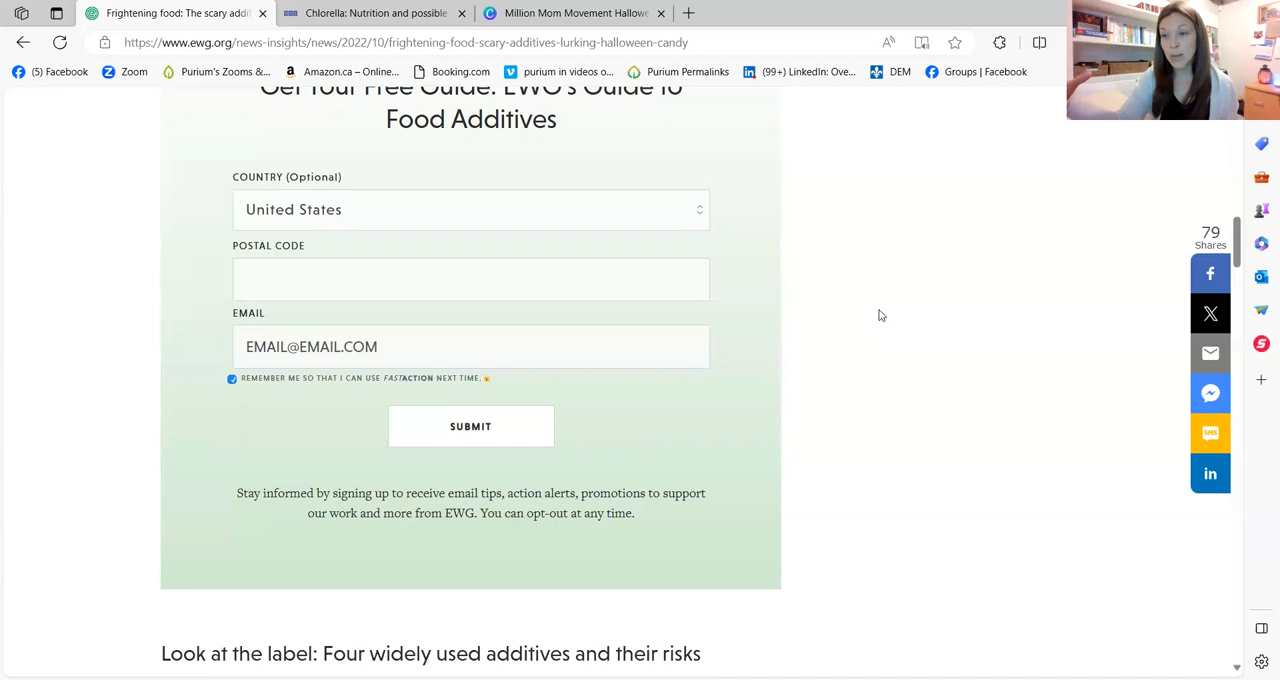 Frightening food: The scary addi
Chlorella: Nutrition and possible
Million Mom Movement Hallowe
https://www.ewg.org/news-insights/news/2022/10/frightening-food-scary-additives-lurking-halloween-candy
(5) Facebook
Zoom
Purium's Zooms &...
Amazon.ca – Online...
Booking.com
purium in videos o...
Purium Permalinks
(99+) LinkedIn: Ove...
DEM
Groups | Facebook
Get Your Free Guide: EWG's Guide to
Food Additives
COUNTRY (Optional)
United States
POSTAL CODE
EMAIL
EMAIL@EMAIL.COM
REMEMBER ME SO THAT I CAN USE FASTACTION NEXT TIME.
SUBMIT
Stay informed by signing up to receive email tips, action alerts, promotions to support
our work and more from EWG. You can opt-out at any time.
Look at the label: Four widely used additives and their risks
79
Shares
SMS